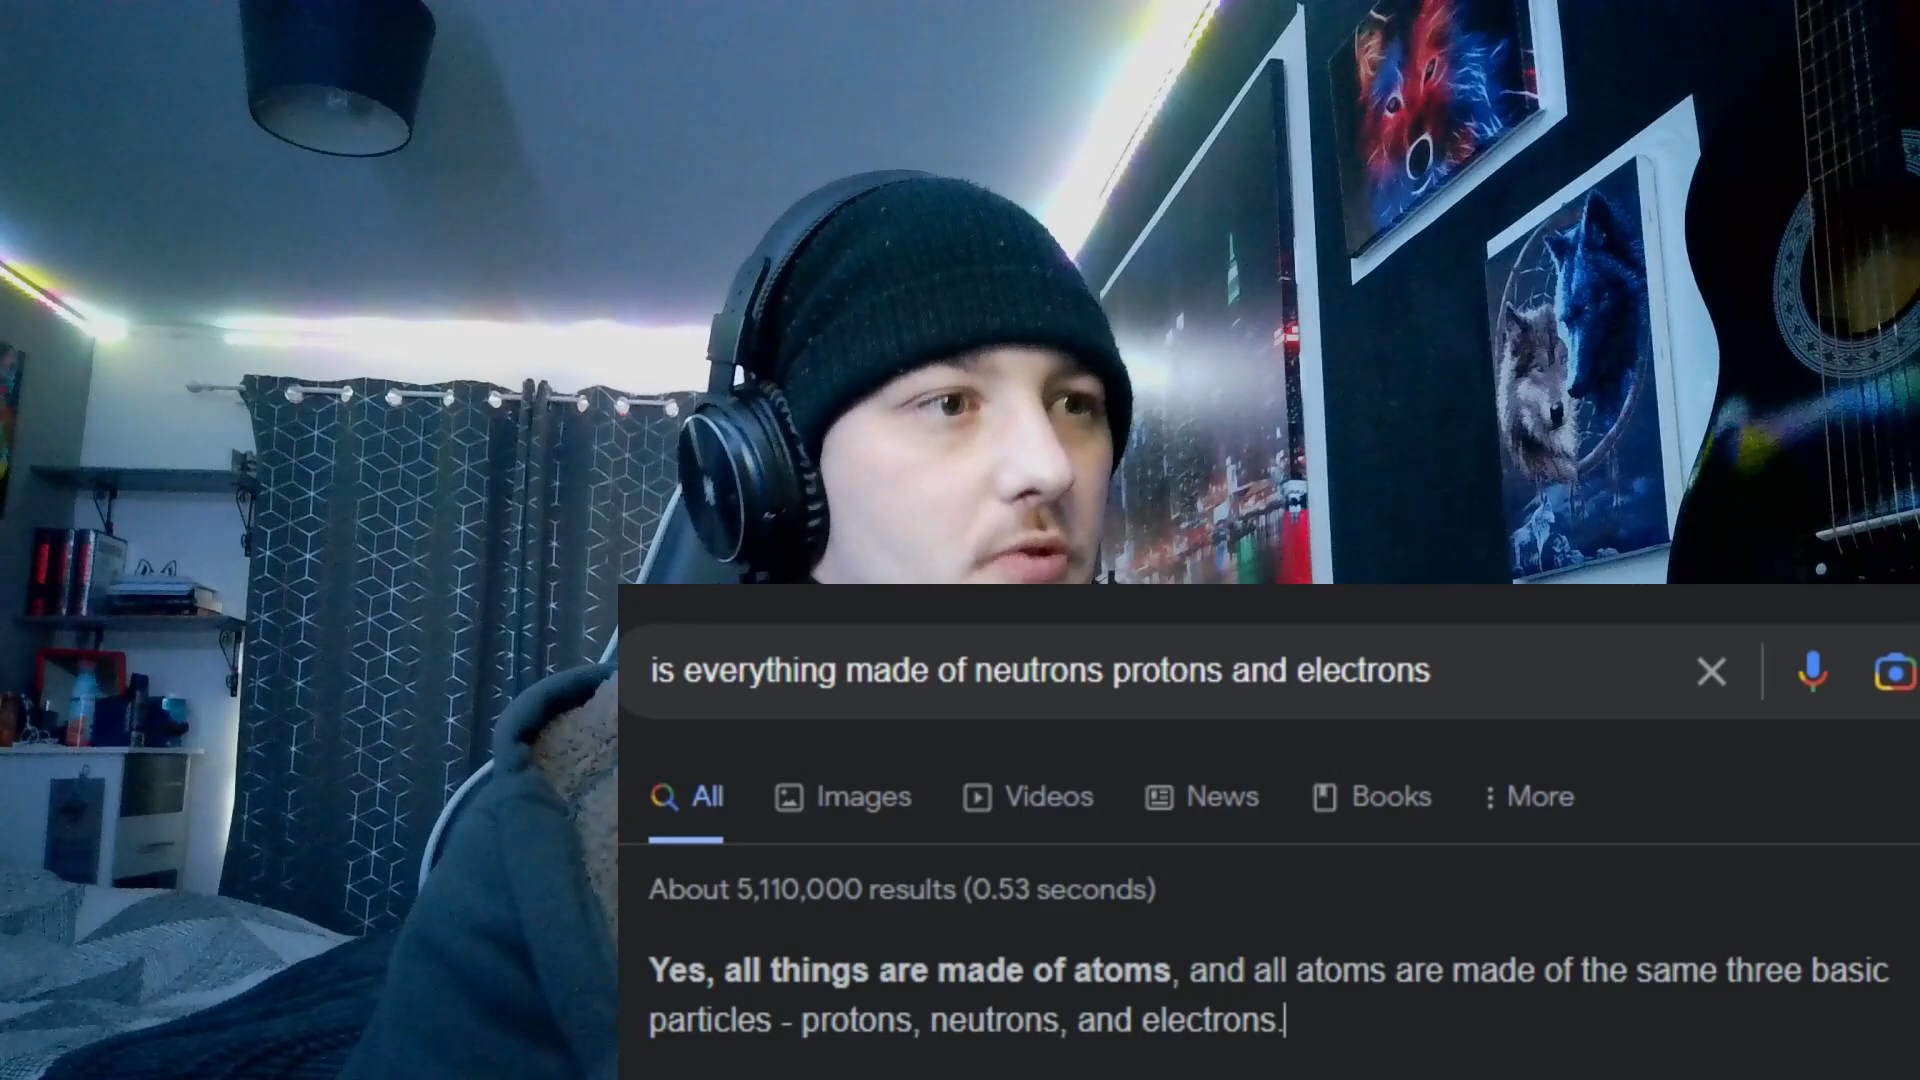 is everything made of neutrons protons and electrons
All Images Videos News Books More
About 5,110,000 results (0.53 seconds)
Yes, all things are made of atoms, and all atoms are made of the same three basic
particles - protons, neutrons, and electrons.